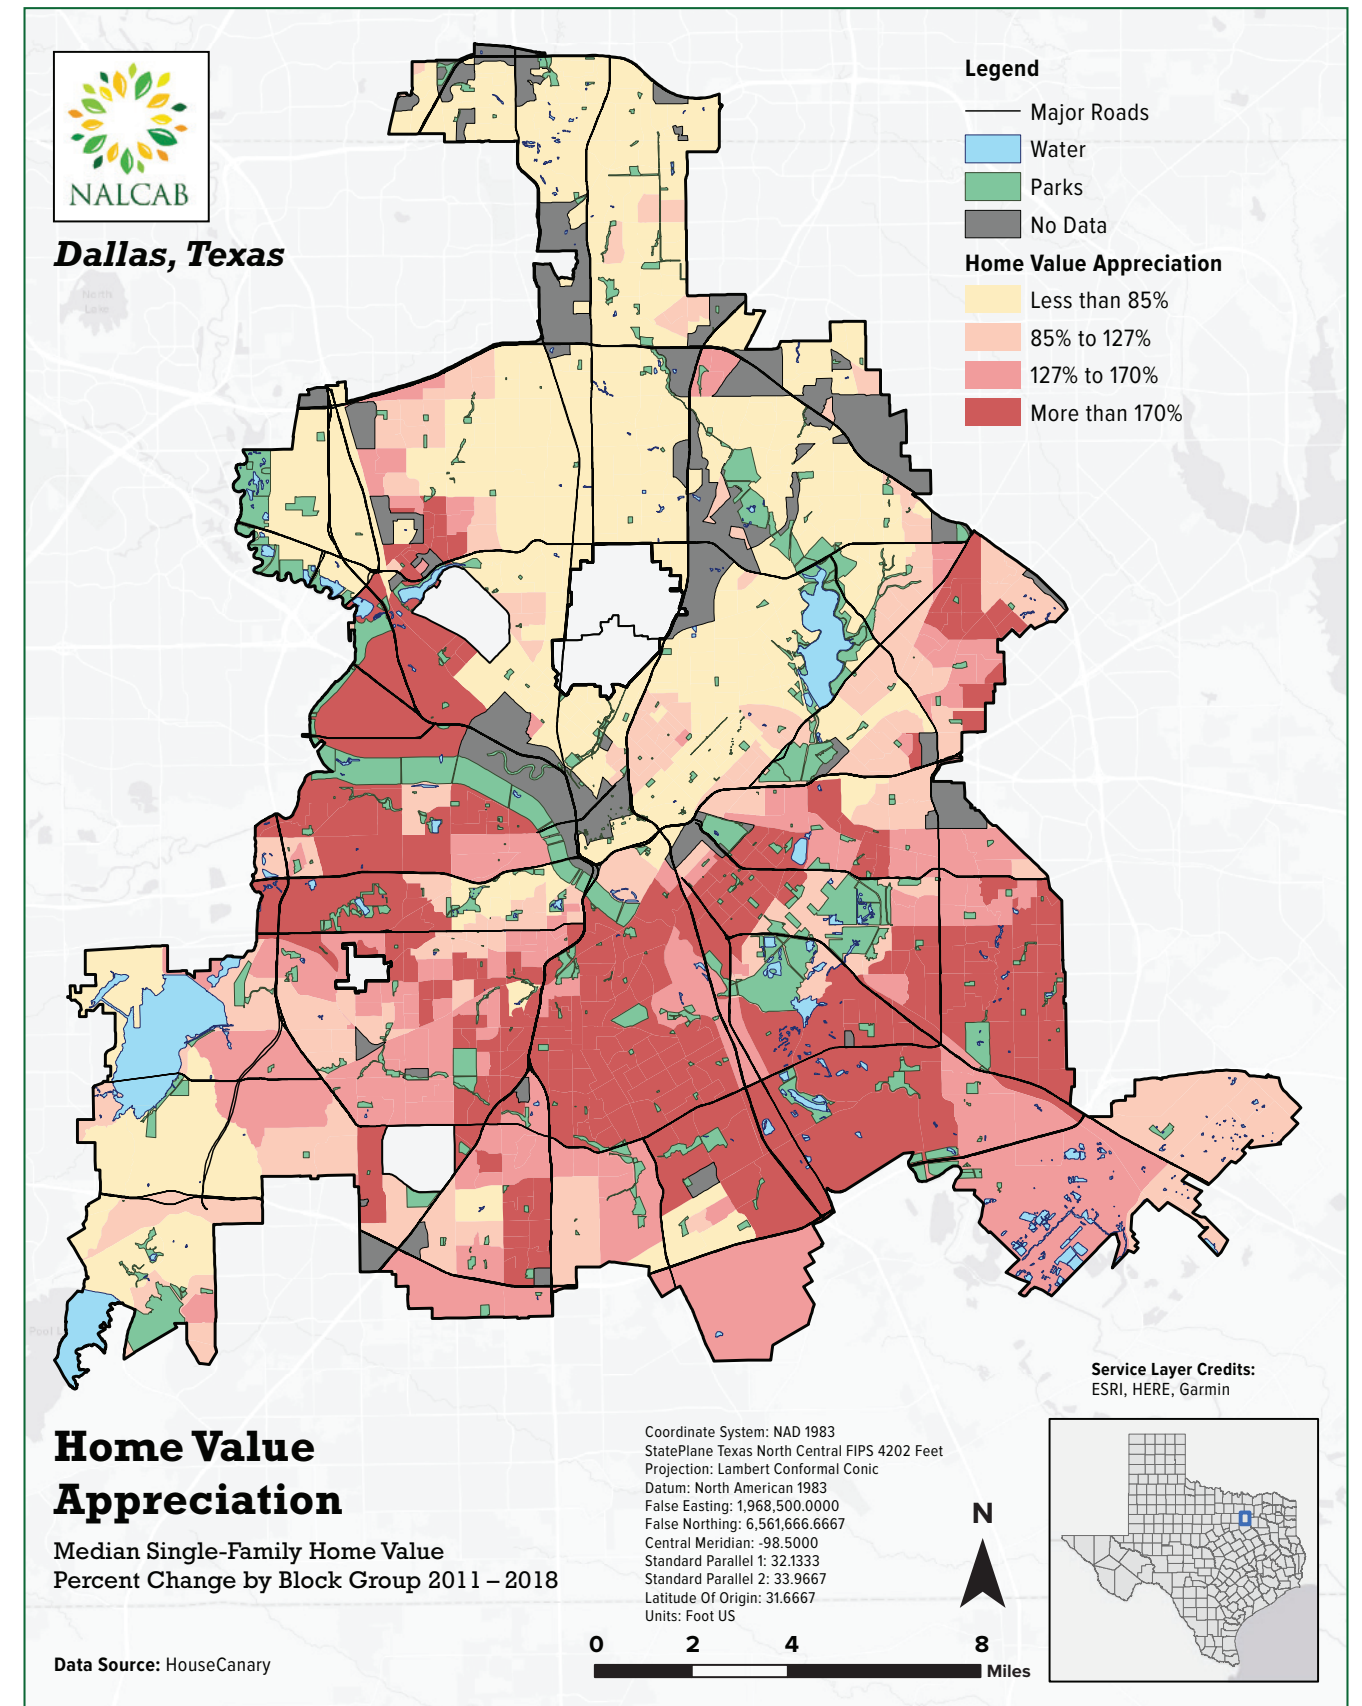 NALCAB
Dallas, Texas
Legend
Major Roads
Water
Parks
No Data
Home Value Appreciation
Less than 85%
85% to 127%
127% to 170%
More than 170%
North
Lake
Service Layer Credits:
ESRI, HERE, Garmin
Home Value
Appreciation
Median Single-Family Home Value
Percent Change by Block Group 2011 – 2018
Data Source: HouseCanary
Coordinate System: NAD 1983
StatePlane Texas North Central FIPS 4202 Feet
Projection: Lambert Conformal Conic
Datum: North American 1983
False Easting: 1,968,500.0000
False Northing: 6,561,666.6667
Central Meridian: -98.5000
Standard Parallel 1: 32.1333
Standard Parallel 2: 33.9667
Latitude Of Origin: 31.6667
Units: Foot US
N
0 2 4 8
Miles